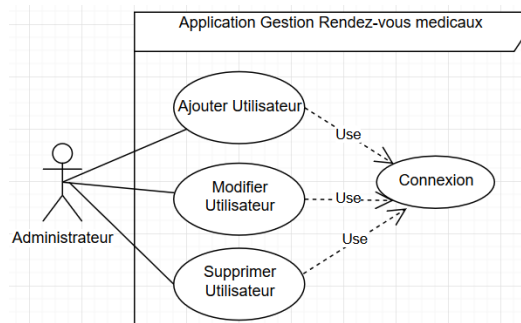 Application Gestion Rendez-vous medicaux
Ajouter Utilisateur
Use
Connexion
Modifier
Utilisateur
Use
Administrateur
Use
Supprimer
Utilisateur